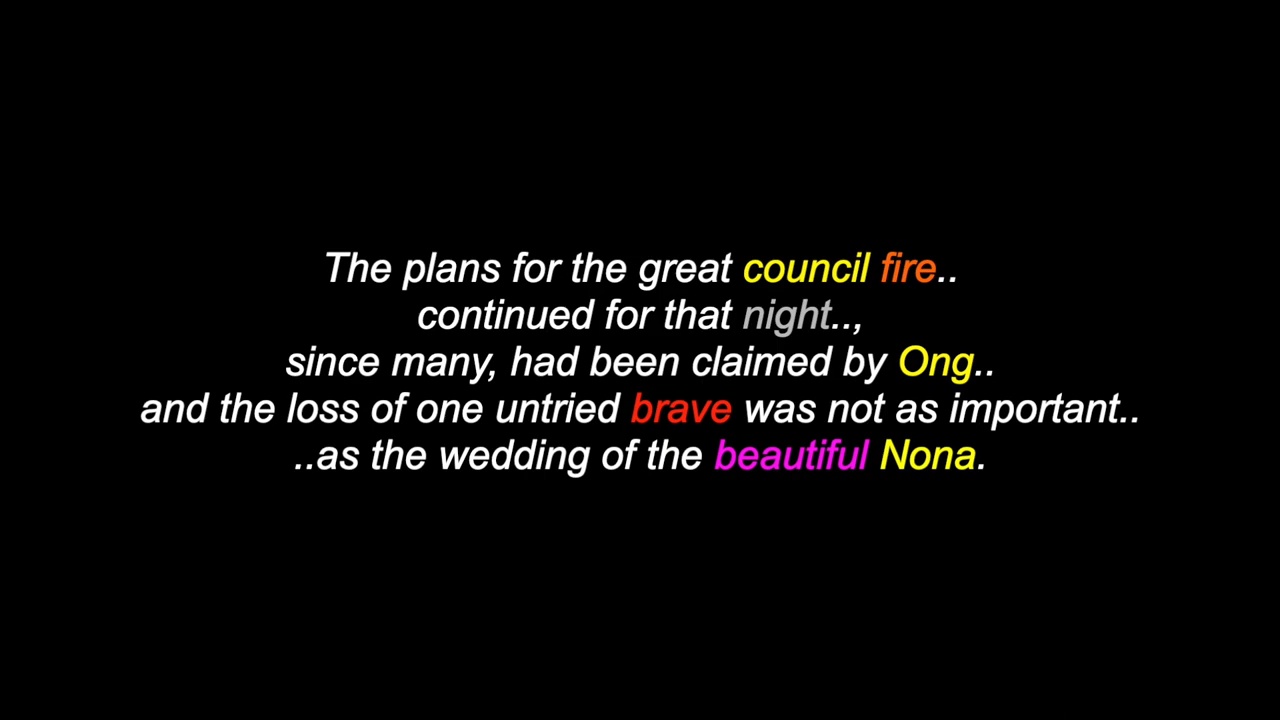 The plans for the great council fire..
continued for that night..,
since many, had been claimed by Ong..
and the loss of one untried brave was not as important..
..as the wedding of the beautiful Nona.